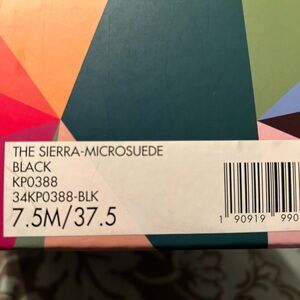 THE SIERRA-MICROSUEDE
BLACK
KP0388
34KP0388-BLK
7.5M/37.5
1 90919 990